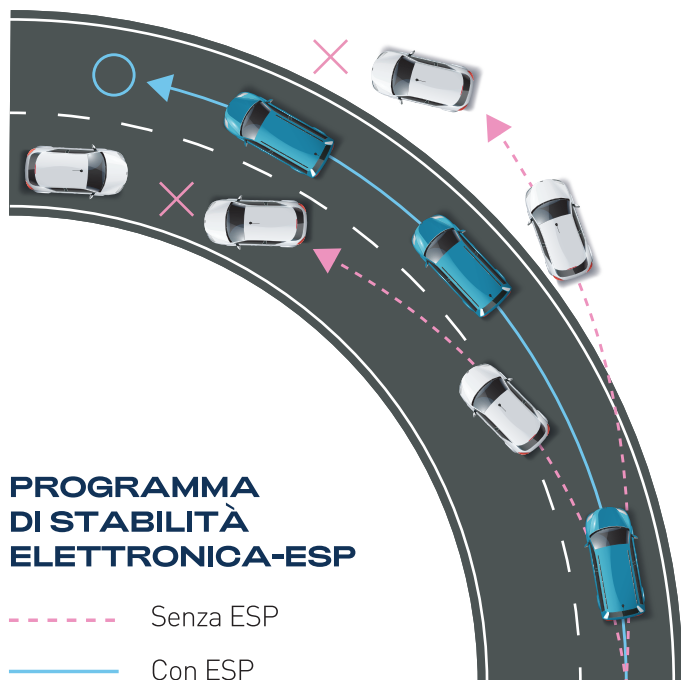 PROGRAMMA
DI STABILITÀ
ELETTRONICA-ESP
Senza ESP
Con ESP